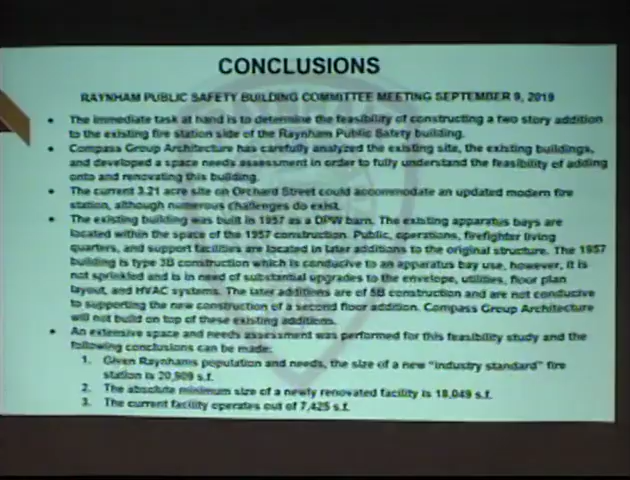 CONCLUSIONS
RAYNHAM PUBLIC SAFETY BUILDING COMMITTEE MEETING SEPTEMBER 9, 2019
• The immediate task at hand is to determine the feasibility of constructing a two story addition
to the existing fire station side of the Raynham Public Safety building.
• Compass Group Architecture has carefully analyzed the existing site, the existing buildings,
and developed a space needs assessment in order to fully understand the feasibility of adding
onto and renovating this building.
• The current 3.21 acre site on Orchard Street could accommodate an updated modern fire
station, although numerous challenges do exist.
• The existing building was built in 1957 as a DPW barn. The existing apparatus bays are
located within the space of the 1957 construction. Public, operations, firefighter living
quarters, and support facilities are located in later additions to the original structure. The 1957
building is type 3B construction which is conducive to an apparatus bay use, however, it is
not sprinkled and is in need of substantial upgrades to the envelope, utilities, floor plan
layout, and HVAC systems. The later additions are of 5B construction and are not conducive
to supporting the new construction of a second floor addition. Compass Group Architecture
will not build on top of these existing additions.
• An extensive space and needs assessment was performed for this feasibility study and the
following conclusions can be made:
1. Given Raynhams population and needs, the size of a new "industry standard" fire
station is 20,909 s.f.
2. The absolute minimum size of a newly renovated facility is 18,049 s.f.
3. The current facility operates out of 7,425 s.f.